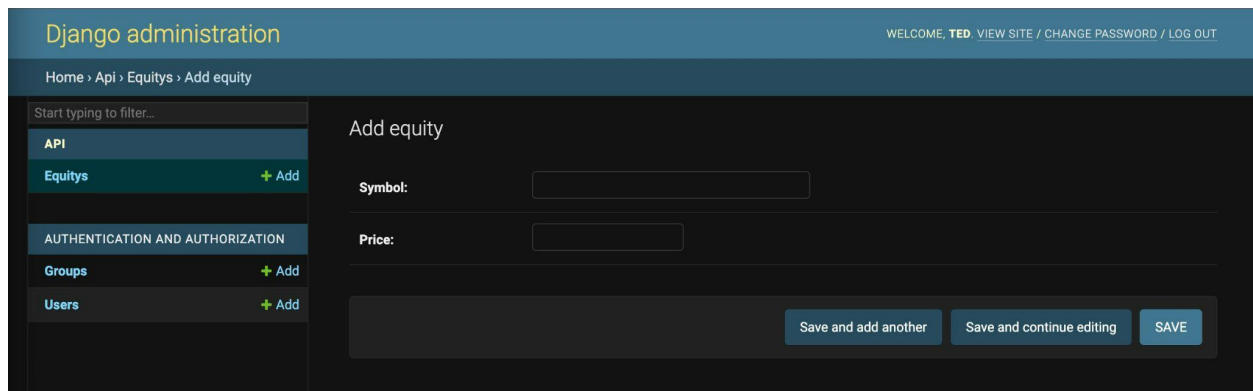 Django administration
WELCOME, TED. VIEW SITE / CHANGE PASSWORD / LOG OUT
Home › Api › Equitys › Add equity
Start typing to filter...
API
Equitys + Add
AUTHENTICATION AND AUTHORIZATION
Groups + Add
Users + Add
Add equity
Symbol:
Price:
Save and add another Save and continue editing SAVE